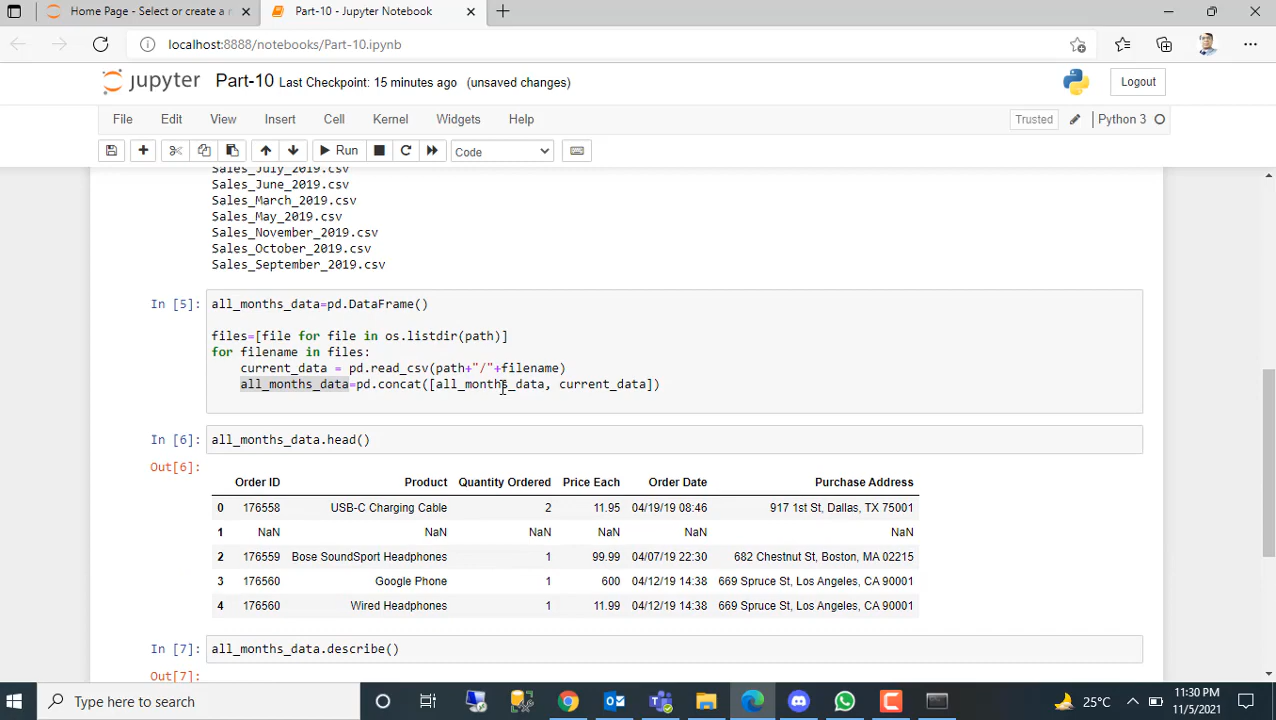 Home Page - Select or create a n
Part-10 - Jupyter Notebook
localhost:8888/notebooks/Part-10.ipynb
jupyter Part-10 Last Checkpoint: 15 minutes ago (unsaved changes)
Logout
File Edit View Insert Cell Kernel Widgets Help
Trusted Python 3
Run Code
Sales_July_2019.csv
Sales_June_2019.csv
Sales_March_2019.csv
Sales_May_2019.csv
Sales_November_2019.csv
Sales_October_2019.csv
Sales_September_2019.csv
In [5]: all_months_data=pd.DataFrame()
files=[file for file in os.listdir(path)]
for filename in files:
current_data = pd.read_csv(path+"/"+filename)
all_months_data=pd.concat([all_months_data, current_data])
In [6]: all_months_data.head()
Out[6]:
Order ID Product Quantity Ordered Price Each Order Date Purchase Address
0 176558 USB-C Charging Cable 2 11.95 04/19/19 08:46 917 1st St, Dallas, TX 75001
1 NaN NaN NaN NaN NaN NaN
2 176559 Bose SoundSport Headphones 1 99.99 04/07/19 22:30 682 Chestnut St, Boston, MA 02215
3 176560 Google Phone 1 600 04/12/19 14:38 669 Spruce St, Los Angeles, CA 90001
4 176560 Wired Headphones 1 11.99 04/12/19 14:38 669 Spruce St, Los Angeles, CA 90001
In [7]: all_months_data.describe()
Out[7]:
Type here to search
25°C
11:30 PM
11/5/2021